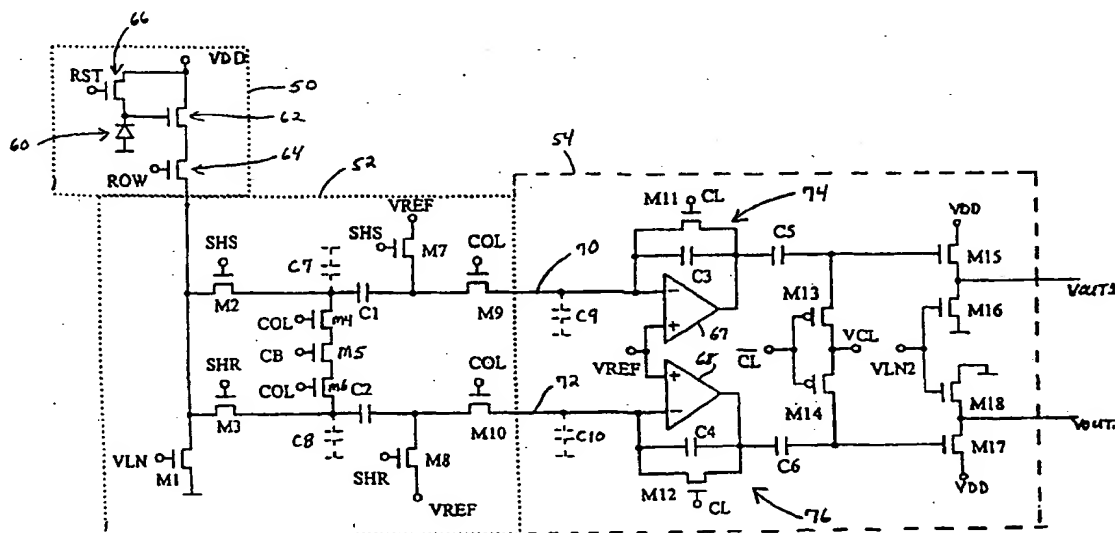 66
VDD
RST
50
62
60
64
ROW
54
52
M11
CL
74
VREF
SHS
SHS
M7
COL
70
C3
C5
VDD
M15
C7
M2
C1
M9
C9
67
M13
VOUTS
M16
COL
M4
CB
M5
VREF
CL
VCL
VLN2
SHR
COL
M6
C2
COL
72
68
M14
M18
M3
C8
M10
C10
C4
C6
M17
VLN
M1
SHR
M8
VREF
M12
CL
76
VDD